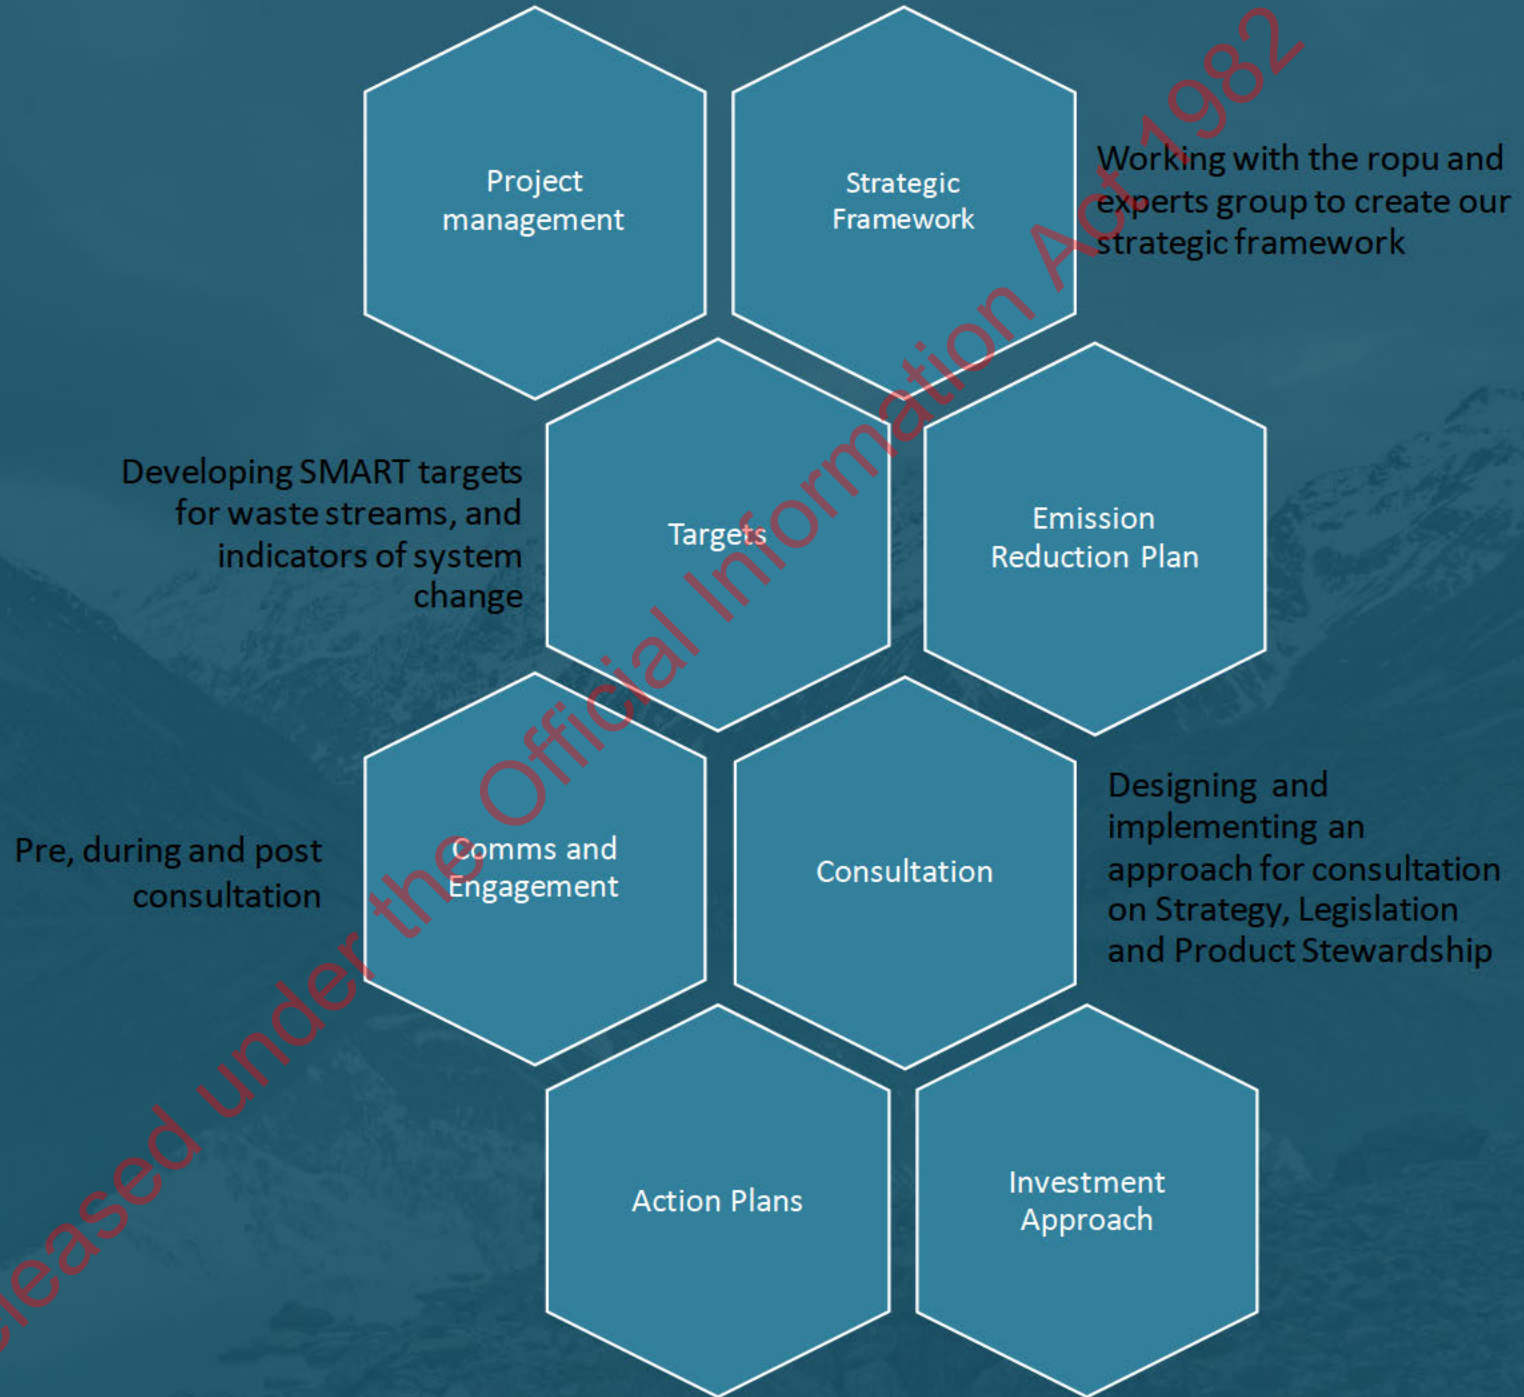 Project
management
Strategic
Framework
Working with the ropu and
experts group to create our
strategic framework
Developing SMART targets
for waste streams, and
indicators of system
change
Targets
Emission
Reduction Plan
Pre, during and post
consultation
Comms and
Engagement
Consultation
Designing and
implementing an
approach for consultation
on Strategy, Legislation
and Product Stewardship
Action Plans
Investment
Approach
eleased under the Official Information Act 1982